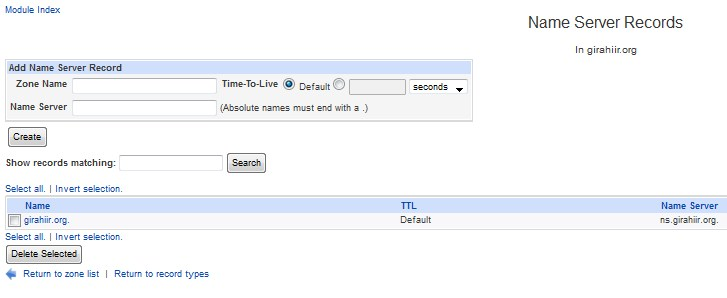 Module Index
Name Server Records
In girahiir.org
Add Name Server Record
Zone Name Time-To-Live Default seconds
Name Server (Absolute names must end with a .)
Create
Show records matching: Search
Select all. | Invert selection.
Name TTL Name Server
girahiir.org. Default ns.girahiir.org.
Select all. | Invert selection.
Delete Selected
Return to zone list | Return to record types